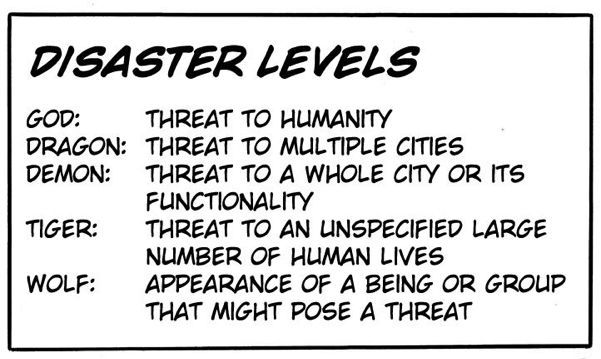 DISASTER LEVELS
GOD: THREAT TO HUMANITY
DRAGON: THREAT TO MULTIPLE CITIES
DEMON: THREAT TO A WHOLE CITY OR ITS
FUNCTIONALITY
TIGER: THREAT TO AN UNSPECIFIED LARGE
NUMBER OF HUMAN LIVES
WOLF: APPEARANCE OF A BEING OR GROUP
THAT MIGHT POSE A THREAT